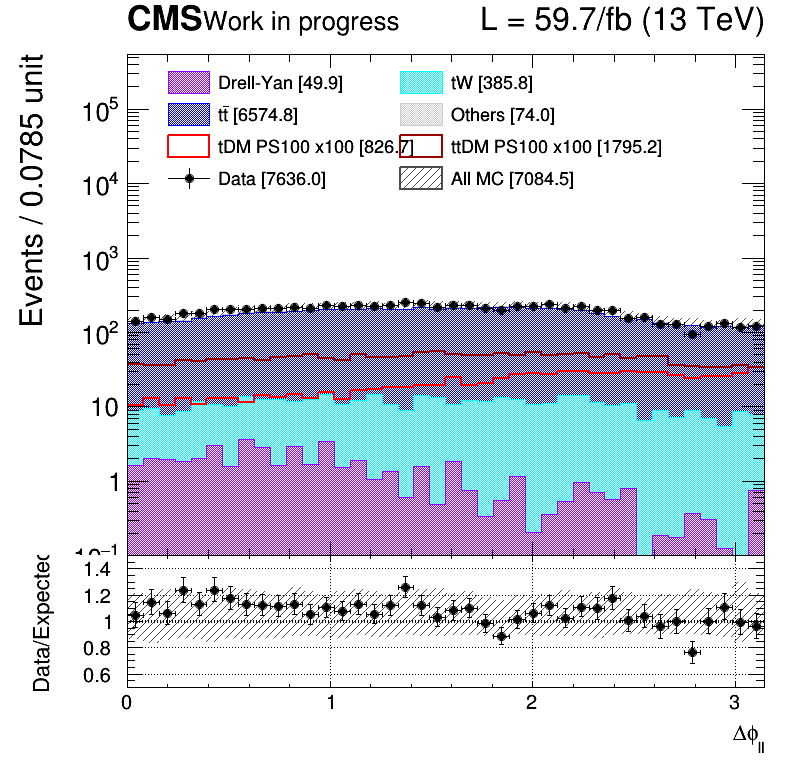 CMS Work in progress L = 59.7/fb (13 TeV)
Events / 0.0785 unit
Drell-Yan [49.9] tW [385.8]
tt̄ [6574.8] Others [74.0]
tDM PS100 x100 [826.7] ttDM PS100 x100 [1795.2]
Data [7636.0] All MC [7084.5]
10⁵
10⁴
10³
10²
10
1
10⁻¹
Data/Expected
1.4
1.2
1
0.8
0.6
0 1 2 3
Δϕ_ll